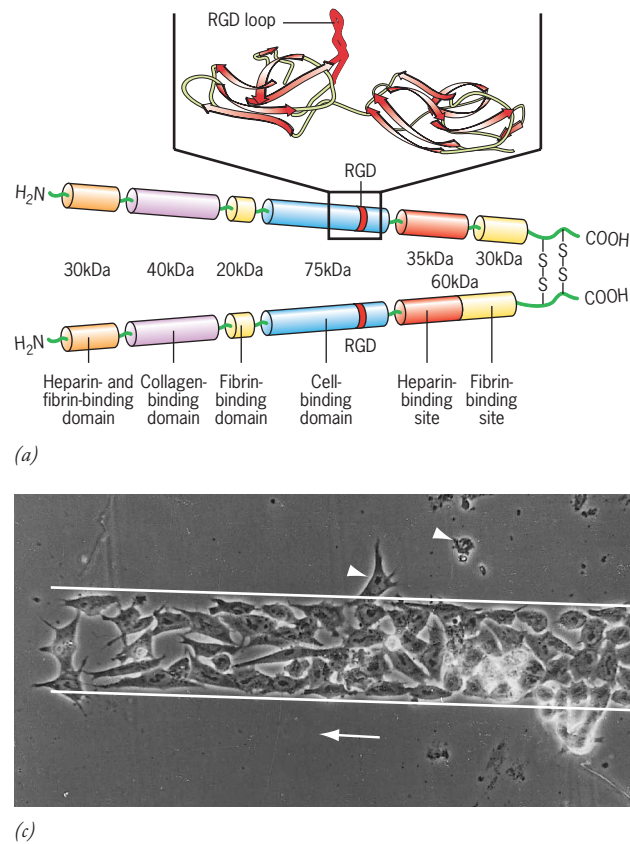 RGD loop
RGD
H₂N
COOH
30kDa 40kDa 20kDa 75kDa 35kDa 30kDa
S S
S S
60kDa
H₂N
COOH
RGD
Heparin- and
fibrin-binding
domain
Collagen-
binding
domain
Fibrin-
binding
domain
Cell-
binding
domain
Heparin-
binding
site
Fibrin-
binding
site
(a)
(c)